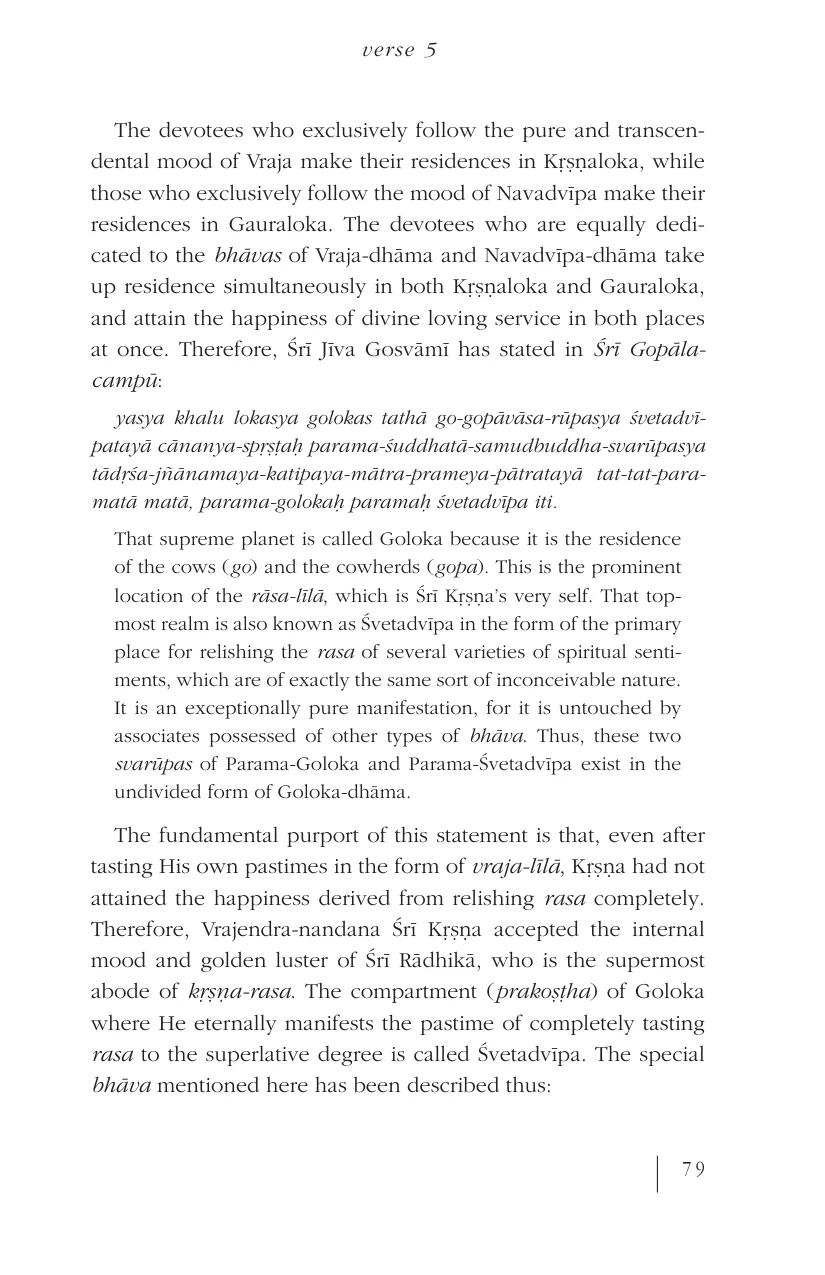 verse 5
The devotees who exclusively follow the pure and transcen-
dental mood of Vraja make their residences in Kṛṣṇaloka, while
those who exclusively follow the mood of Navadvīpa make their
residences in Gauraloka. The devotees who are equally dedi-
cated to the bhāvas of Vraja-dhāma and Navadvīpa-dhāma take
up residence simultaneously in both Kṛṣṇaloka and Gauraloka,
and attain the happiness of divine loving service in both places
at once. Therefore, Śrī Jīva Gosvāmī has stated in Śrī Gopāla-
campū:
yasya khalu lokasya golokas tathā go-gopāvāsa-rūpasya śvetadvī-
patayā cānanya-spṛṣṭaḥ parama-śuddhatā-samudbuddha-svarūpasya
tādṛśa-jñānamaya-katipaya-mātra-prameya-pātratayā tat-tat-para-
matā matā, parama-golokaḥ paramaḥ śvetadvīpa iti.
That supreme planet is called Goloka because it is the residence
of the cows (go) and the cowherds (gopa). This is the prominent
location of the rāsa-līlā, which is Śrī Kṛṣṇa’s very self. That top-
most realm is also known as Śvetadvīpa in the form of the primary
place for relishing the rasa of several varieties of spiritual senti-
ments, which are of exactly the same sort of inconceivable nature.
It is an exceptionally pure manifestation, for it is untouched by
associates possessed of other types of bhāva. Thus, these two
svarūpas of Parama-Goloka and Parama-Śvetadvīpa exist in the
undivided form of Goloka-dhāma.
The fundamental purport of this statement is that, even after
tasting His own pastimes in the form of vraja-līlā, Kṛṣṇa had not
attained the happiness derived from relishing rasa completely.
Therefore, Vrajendra-nandana Śrī Kṛṣṇa accepted the internal
mood and golden luster of Śrī Rādhikā, who is the supermost
abode of kṛṣṇa-rasa. The compartment (prakoṣṭha) of Goloka
where He eternally manifests the pastime of completely tasting
rasa to the superlative degree is called Śvetadvīpa. The special
bhāva mentioned here has been described thus:
79